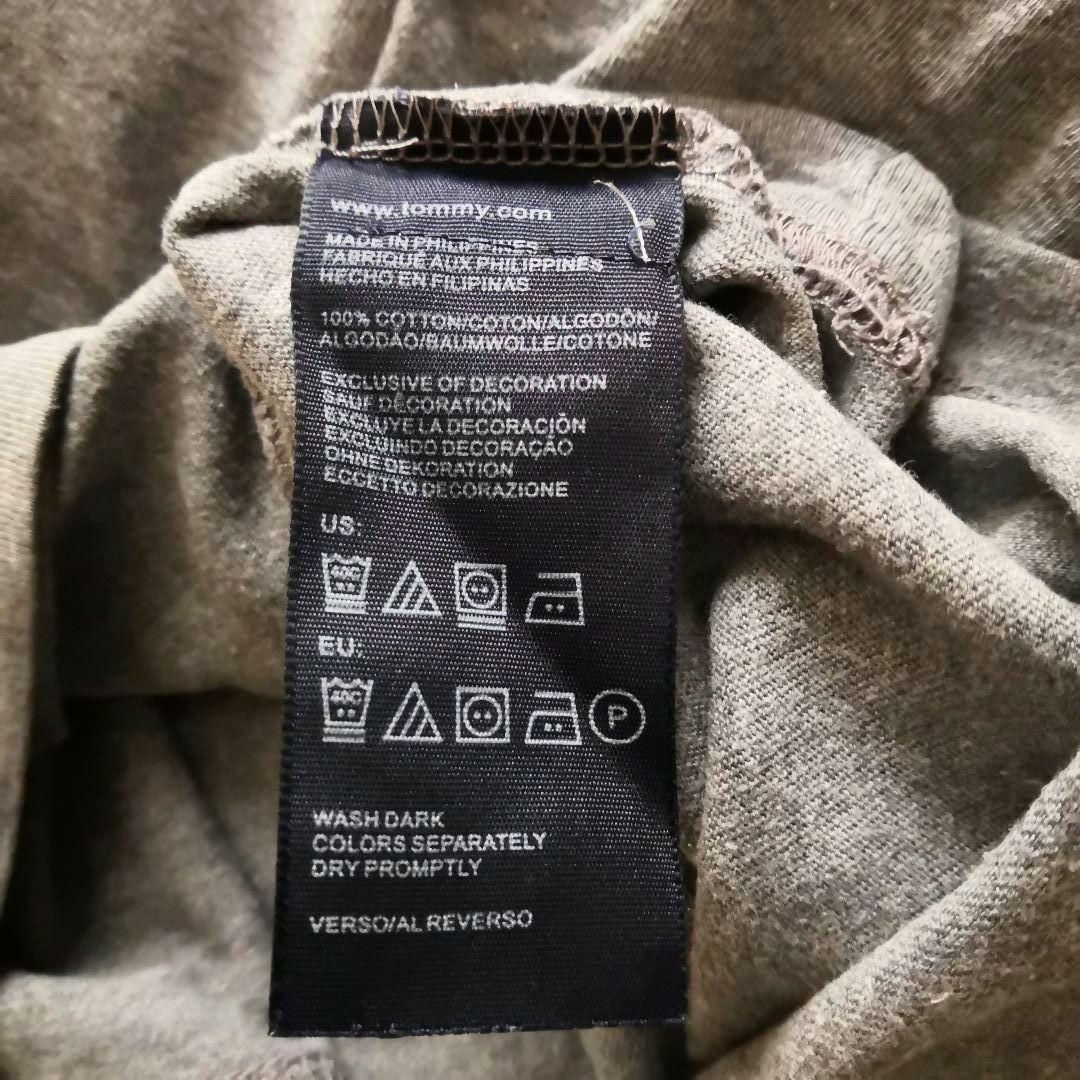 www.tommy.com
MADE IN PHILIPPINES
FABRIQUE AUX PHILIPPINES
HECHO EN FILIPINAS
100% COTTON/COTON/ALGODÓN/
ALGODÃO/BAUMWOLLE/COTONE
EXCLUSIVE OF DECORATION
SAUF DÉCORATION
EXCLUYE LA DECORACIÓN
EXCLUINDO DECORAÇÃO
OHNE DEKORATION
ECCETTO DECORAZIONE
US:
EU:
P
WASH DARK
COLORS SEPARATELY
DRY PROMPTLY
VERSO/AL REVERSO